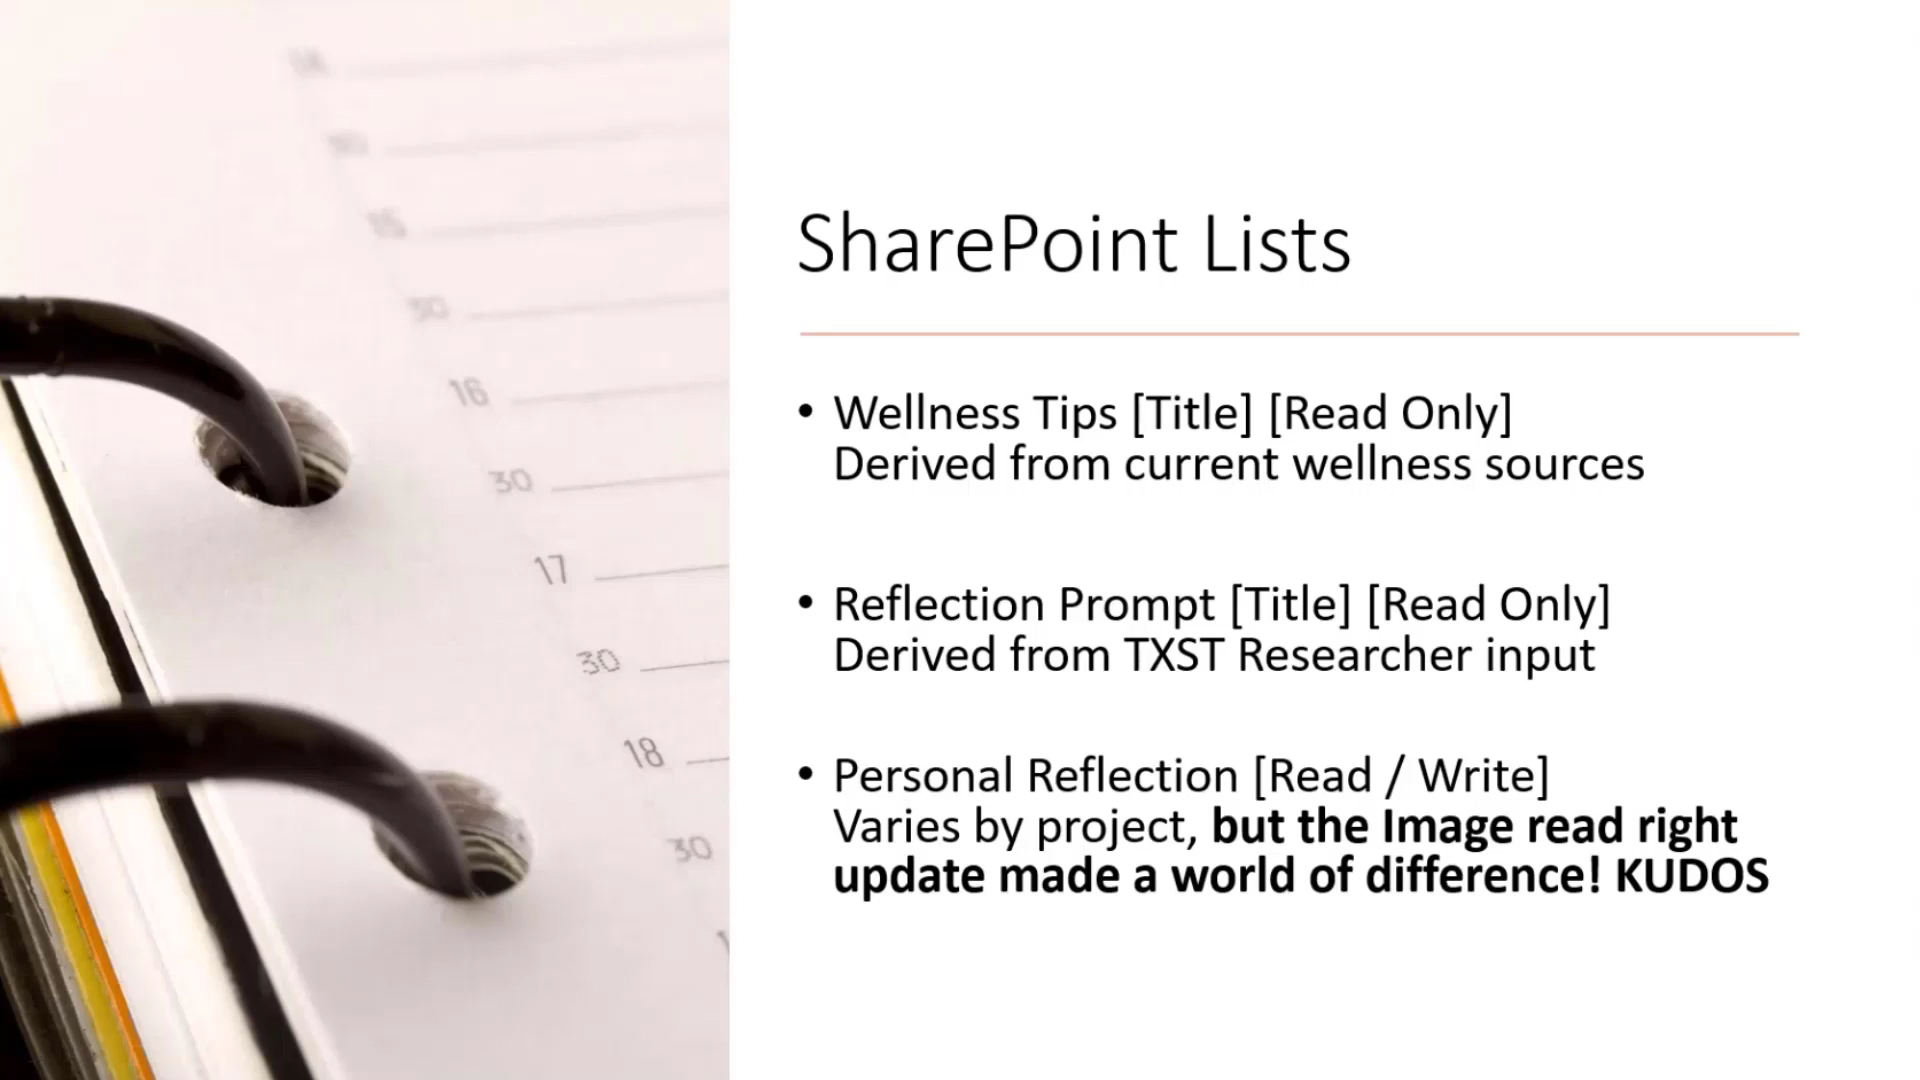 SharePoint Lists
• Wellness Tips [Title] [Read Only]
Derived from current wellness sources
• Reflection Prompt [Title] [Read Only]
Derived from TXST Researcher input
• Personal Reflection [Read / Write]
Varies by project, but the Image read right
update made a world of difference! KUDOS
30
16
30
17
30
18
30